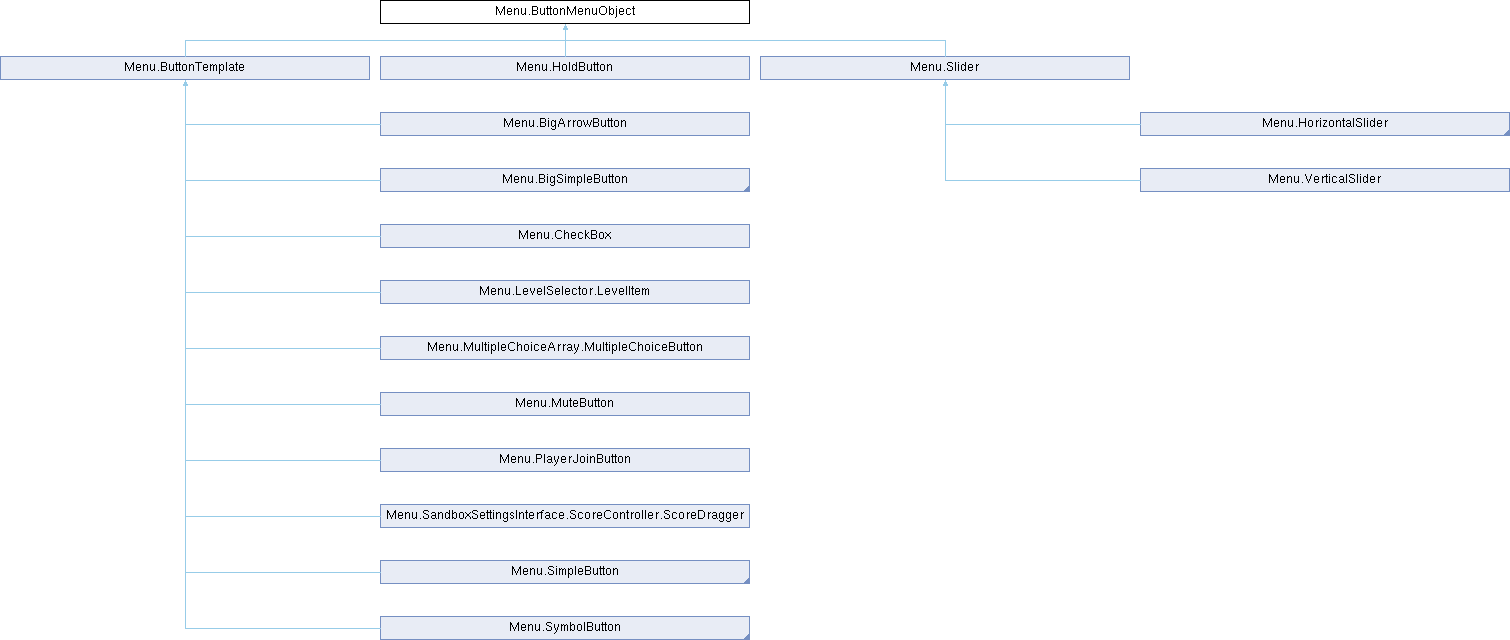 Menu.ButtonMenuObject
Menu.ButtonTemplate
Menu.HoldButton
Menu.Slider
Menu.BigArrowButton
Menu.HorizontalSlider
Menu.BigSimpleButton
Menu.VerticalSlider
Menu.CheckBox
Menu.LevelSelector.LevelItem
Menu.MultipleChoiceArray.MultipleChoiceButton
Menu.MuteButton
Menu.PlayerJoinButton
Menu.SandboxSettingsInterface.ScoreController.ScoreDragger
Menu.SimpleButton
Menu.SymbolButton